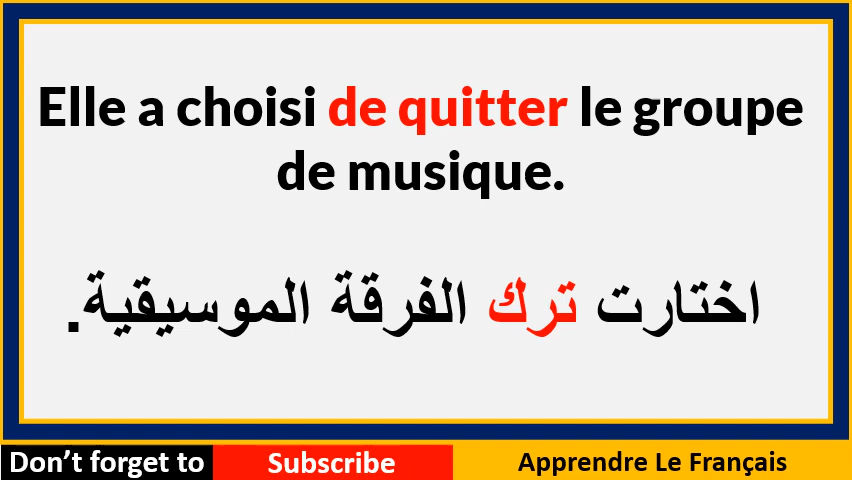 Elle a choisi de quitter le groupe
de musique.
اختارت ترك الفرقة الموسيقية.
Don’t forget to Subscribe Apprendre Le Français